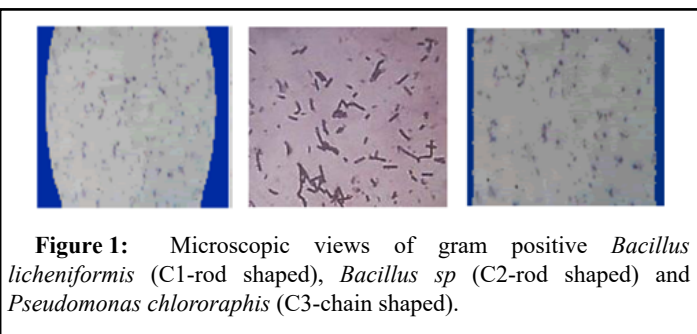 Figure 1: Microscopic views of gram positive Bacillus
licheniformis (C1-rod shaped), Bacillus sp (C2-rod shaped) and
Pseudomonas chlororaphis (C3-chain shaped).